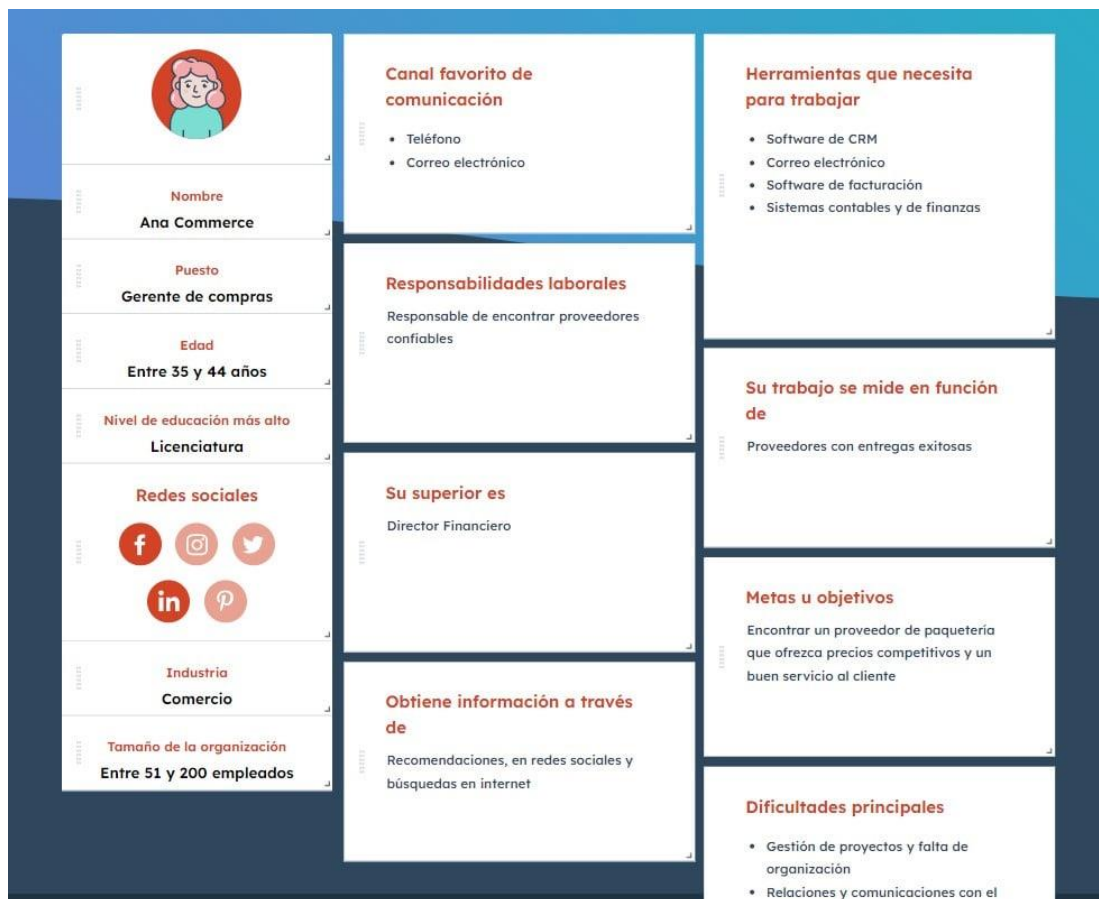 Nombre
Ana Commerce
Puesto
Gerente de compras
Edad
Entre 35 y 44 años
Nivel de educación más alto
Licenciatura
Redes sociales
f
in
Industria
Comercio
Tamaño de la organización
Entre 51 y 200 empleados
Canal favorito de
comunicación
• Teléfono
• Correo electrónico
Responsabilidades laborales
Responsable de encontrar proveedores
confiables
Su superior es
Director Financiero
Obtiene información a través
de
Recomendaciones, en redes sociales y
búsquedas en internet
Herramientas que necesita
para trabajar
• Software de CRM
• Correo electrónico
• Software de facturación
• Sistemas contables y de finanzas
Su trabajo se mide en función
de
Proveedores con entregas exitosas
Metas u objetivos
Encontrar un proveedor de paquetería
que ofrezca precios competitivos y un
buen servicio al cliente
Dificultades principales
• Gestión de proyectos y falta de
organización
• Relaciones y comunicaciones con el